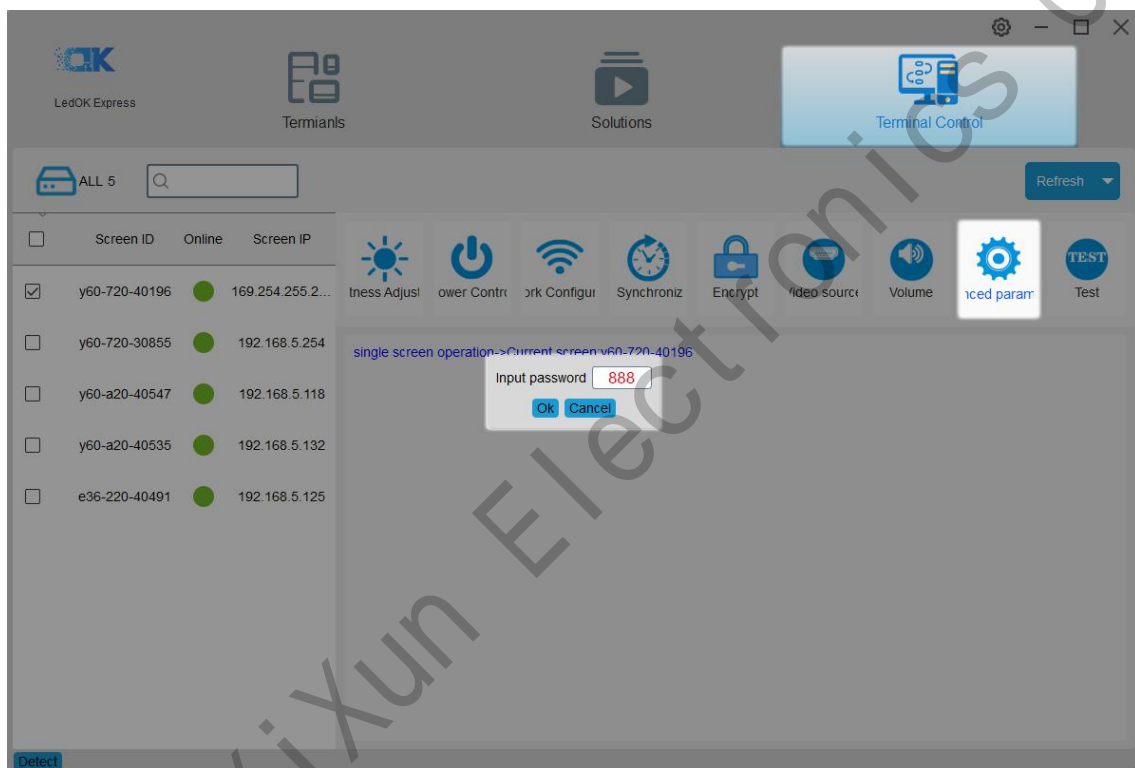 LedOK Express
Termianls
Solutions
Terminal Control
ALL 5
Refresh
Screen ID Online Screen IP
tness Adjust ower Contro ork Configur Synchroniz Encrypt Video source Volume nced param TEST Test
y60-720-40196 169.254.255.2...
y60-720-30855 192.168.5.254
y60-a20-40547 192.168.5.118
y60-a20-40535 192.168.5.132
e36-220-40491 192.168.5.125
single screen operation->Current screen:y60-720-40196
Input password 888
Ok Cancel
Detect
XiXun Electronics